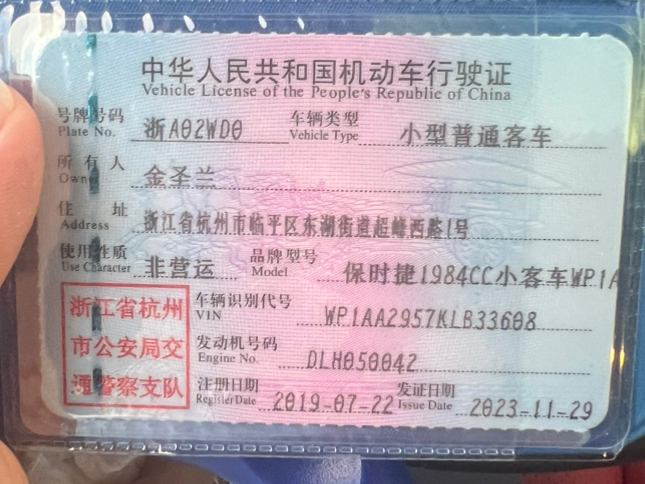 中华人民共和国机动车行驶证
Vehicle License of the People's Republic of China
号牌号码 浙A02WD0 车辆类型 小型普通客车
Plate No. Vehicle Type
所有人 金圣兰
Owner
住址 浙江省杭州市临平区东湖街道超峰西路1号
Address
使用性质 非营运 品牌型号 保时捷1984CC小客车WP1A
Use Character Model
浙江省杭州
市公安局交
通警察支队
车辆识别代号 WP1AA2957KLB33608
VIN
发动机号码 DLH050042
Engine No.
注册日期 2019-07-22 发证日期 2023-11-29
Register Date Issue Date